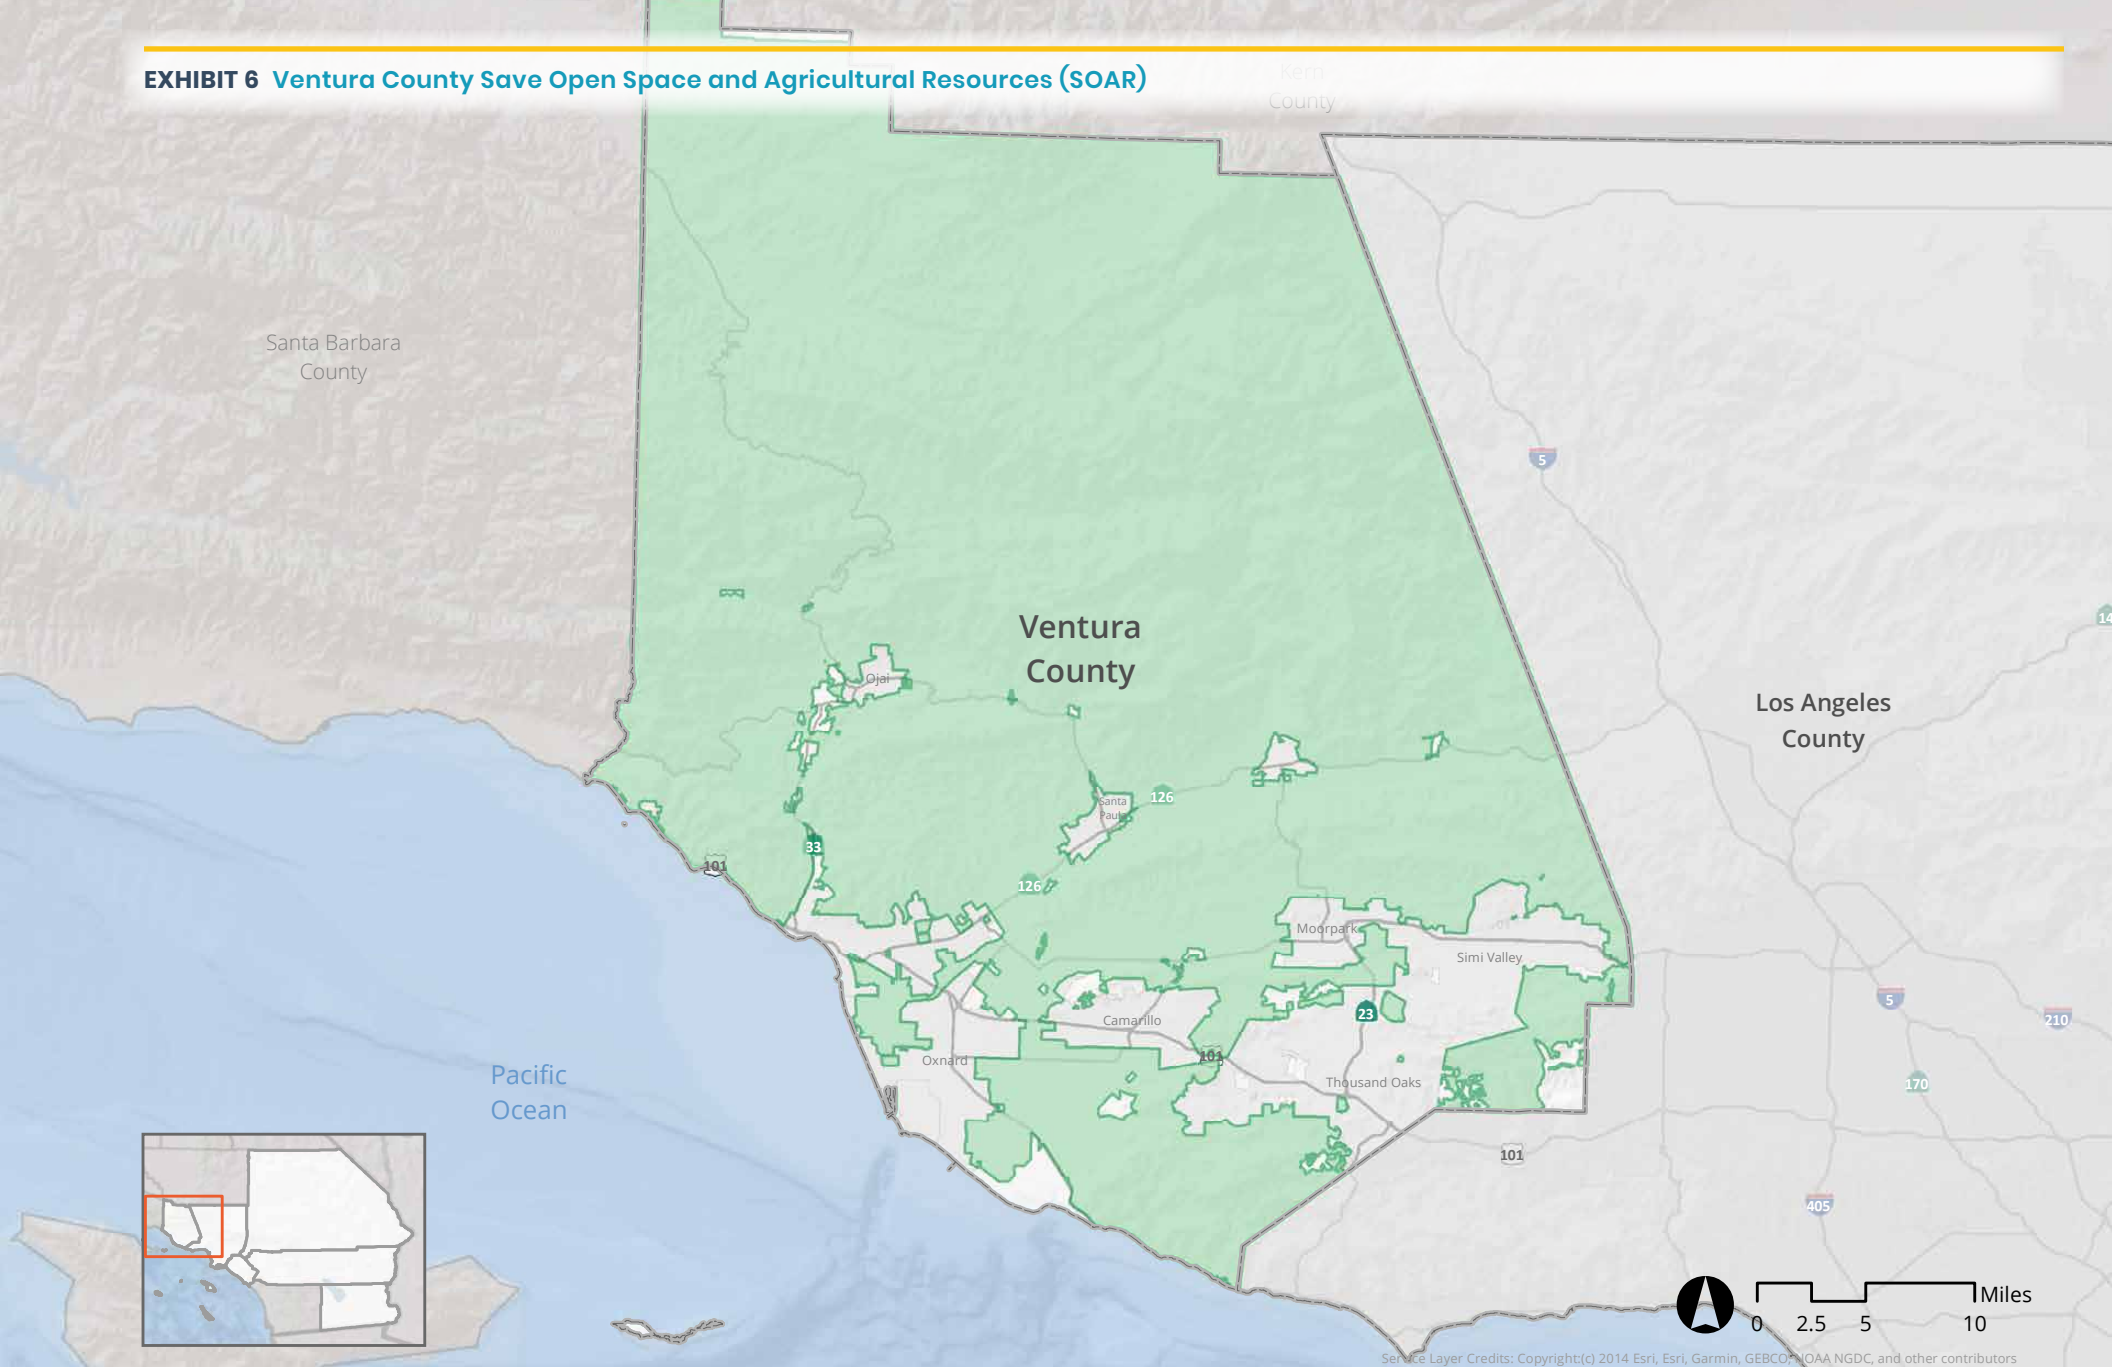 EXHIBIT 6 Ventura County Save Open Space and Agricultural Resources (SOAR)
Kern
County
Santa Barbara
County
5
14
Ventura
County
Ojai
Los Angeles
County
Santa
Paula
126
33
101
126
Moorpark
Simi Valley
5
23
210
Camarillo
101
Oxnard
Thousand Oaks
170
Pacific
Ocean
101
405
Miles
0 2.5 5 10
Service Layer Credits: Copyright:(c) 2014 Esri, Esri, Garmin, GEBCO, NOAA NGDC, and other contributors